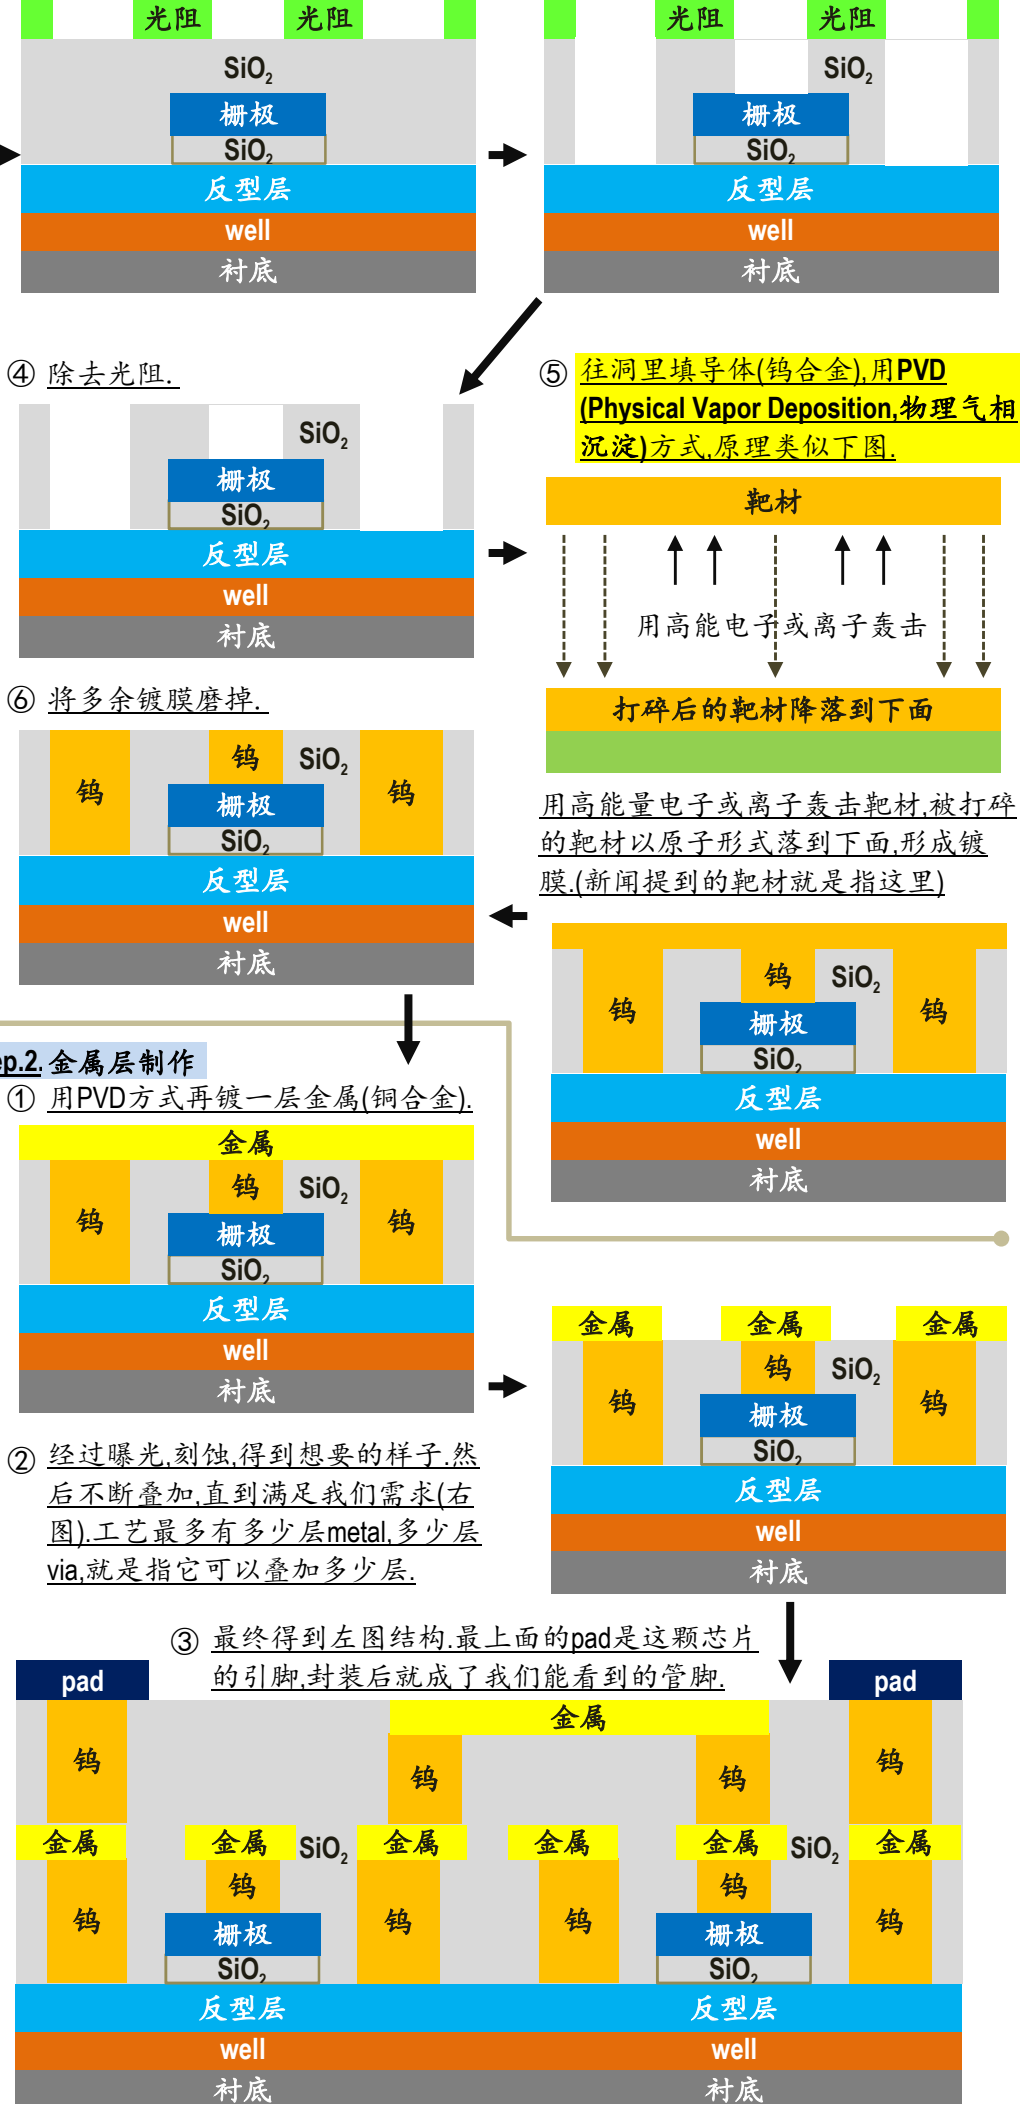 光阻 光阻
SiO₂
栅极
SiO₂
反型层
well
衬底
光阻 光阻
SiO₂
栅极
SiO₂
反型层
well
衬底
④ 除去光阻.
SiO₂
栅极
SiO₂
反型层
well
衬底
⑤ 往洞里填导体(钨合金),用PVD
(Physical Vapor Deposition,物理气相
沉淀)方式,原理类似下图.
靶材
用高能电子或离子轰击
打碎后的靶材降落到下面
用高能量电子或离子轰击靶材,被打碎
的靶材以原子形式落到下面,形成镀
膜.(新闻提到的靶材就是指这里)
⑥ 将多余镀膜磨掉.
钨 SiO₂
钨 栅极 钨
SiO₂
反型层
well
衬底
钨 SiO₂
钨 栅极 钨
SiO₂
反型层
well
衬底
ep.2. 金属层制作
① 用PVD方式再镀一层金属(铜合金).
金属
钨 SiO₂
钨 栅极 钨
SiO₂
反型层
well
衬底
金属 金属 金属
钨 SiO₂
钨 栅极 钨
SiO₂
反型层
well
衬底
② 经过曝光,刻蚀,得到想要的样子.然
后不断叠加,直到满足我们需求(右
图).工艺最多有多少层metal,多少层
via,就是指它可以叠加多少层.
③ 最终得到左图结构.最上面的pad是这颗芯片
的引脚,封装后就成了我们能看到的管脚.
pad pad
金属
钨 钨 钨 钨
金属 金属 SiO₂ 金属 金属 金属 SiO₂ 金属
钨 钨
钨 栅极 钨 钨 栅极 钨
SiO₂ SiO₂
反型层 反型层
well well
衬底 衬底